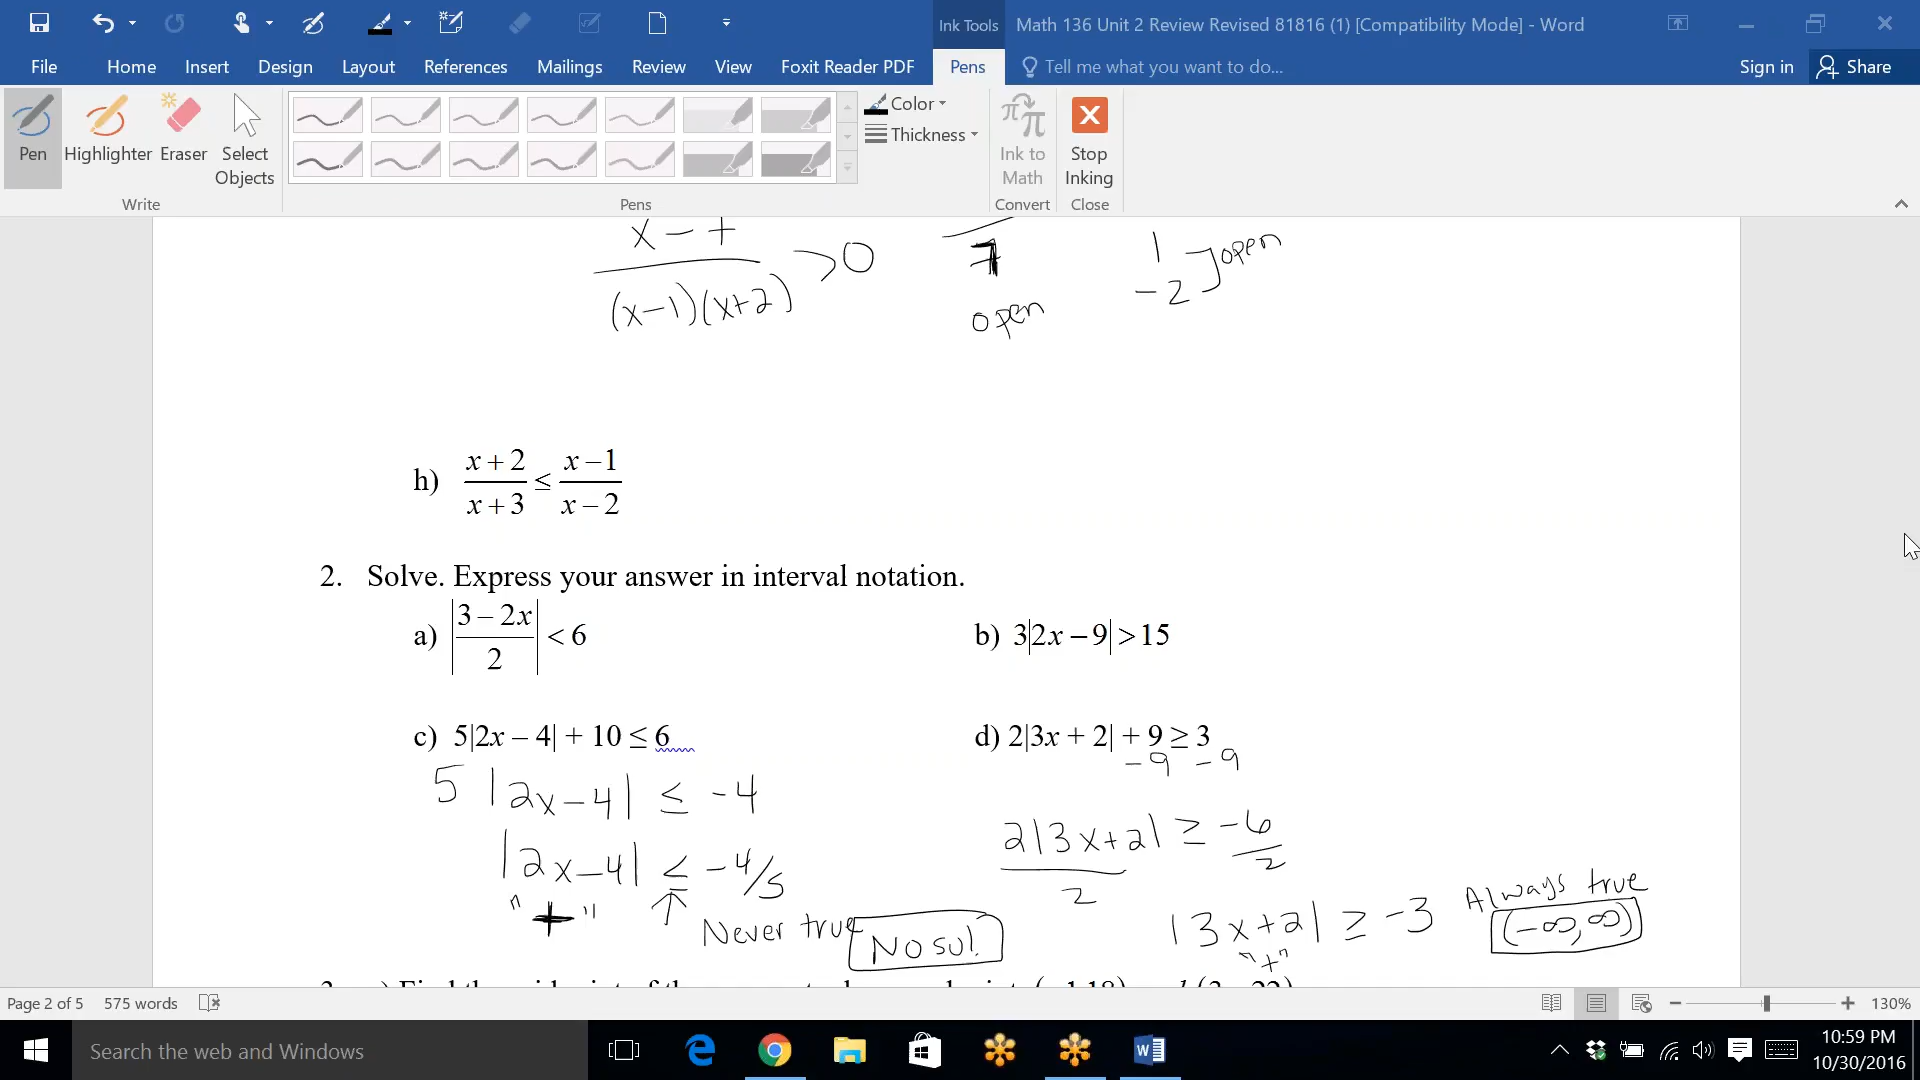 Ink Tools
Math 136 Unit 2 Review Revised 81816 (1) [Compatibility Mode] - Word
File Home Insert Design Layout References Mailings Review View Foxit Reader PDF Pens Tell me what you want to do... Sign in Share
Pen Highlighter Eraser Select Objects
Color
Thickness
Ink to Math
Stop Inking
Write Pens Convert Close
x - 7
(x-1)(x+2) >0
7
open
1
-2
open
h) (x+2)/(x+3) ≤ (x−1)/(x−2)
2. Solve. Express your answer in interval notation.
a) |(3−2x)/2| < 6
b) 3|2x−9|>15
c) 5|2x – 4| + 10 ≤ 6
d) 2|3x + 2| + 9 ≥ 3
-9 -9
5 |2x-4| ≤ -4
2|3x+2| ≥ -6
2 2
|2x-4| ≤ -4/5
"+"
Never true
No sol.
|3x+2| ≥ -3
"+"
Always true
(-∞,∞)
Page 2 of 5 575 words
130%
Search the web and Windows
10:59 PM
10/30/2016